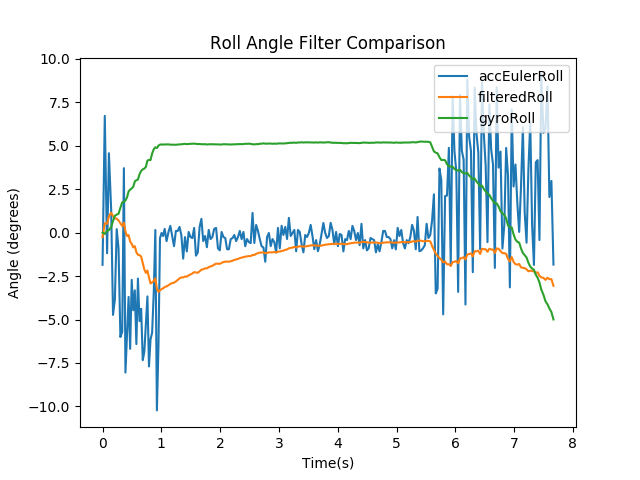 Roll Angle Filter Comparison
accEulerRoll
filteredRoll
gyroRoll
Angle (degrees)
10.0
7.5
5.0
2.5
0.0
−2.5
−5.0
−7.5
−10.0
0 1 2 3 4 5 6 7 8
Time(s)